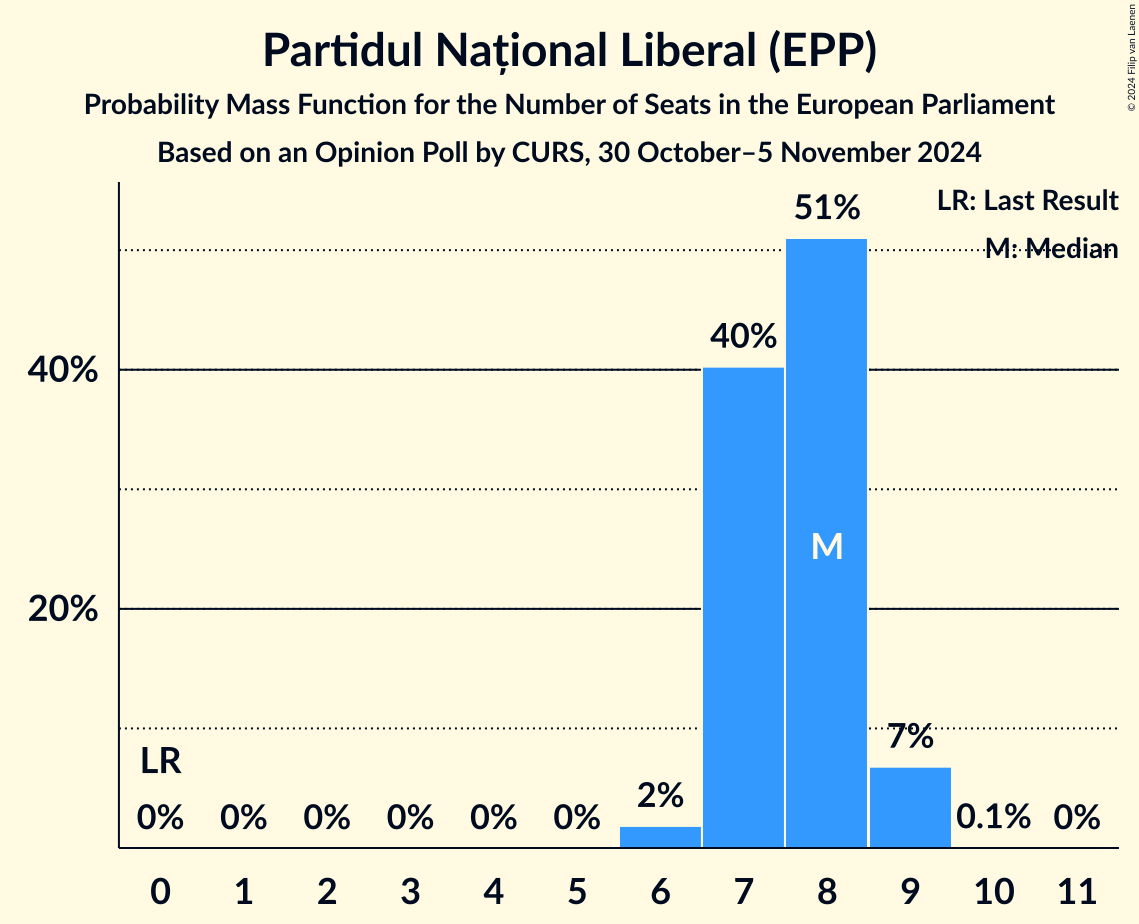 Partidul Național Liberal (EPP)
Probability Mass Function for the Number of Seats in the European Parliament
Based on an Opinion Poll by CURS, 30 October–5 November 2024
© 2024 Filip van Laenen
LR: Last Result
M: Median
51%
40%
40%
M
20%
7%
LR
2%
0% 0% 0% 0% 0% 0% 0.1% 0%
0 1 2 3 4 5 6 7 8 9 10 11